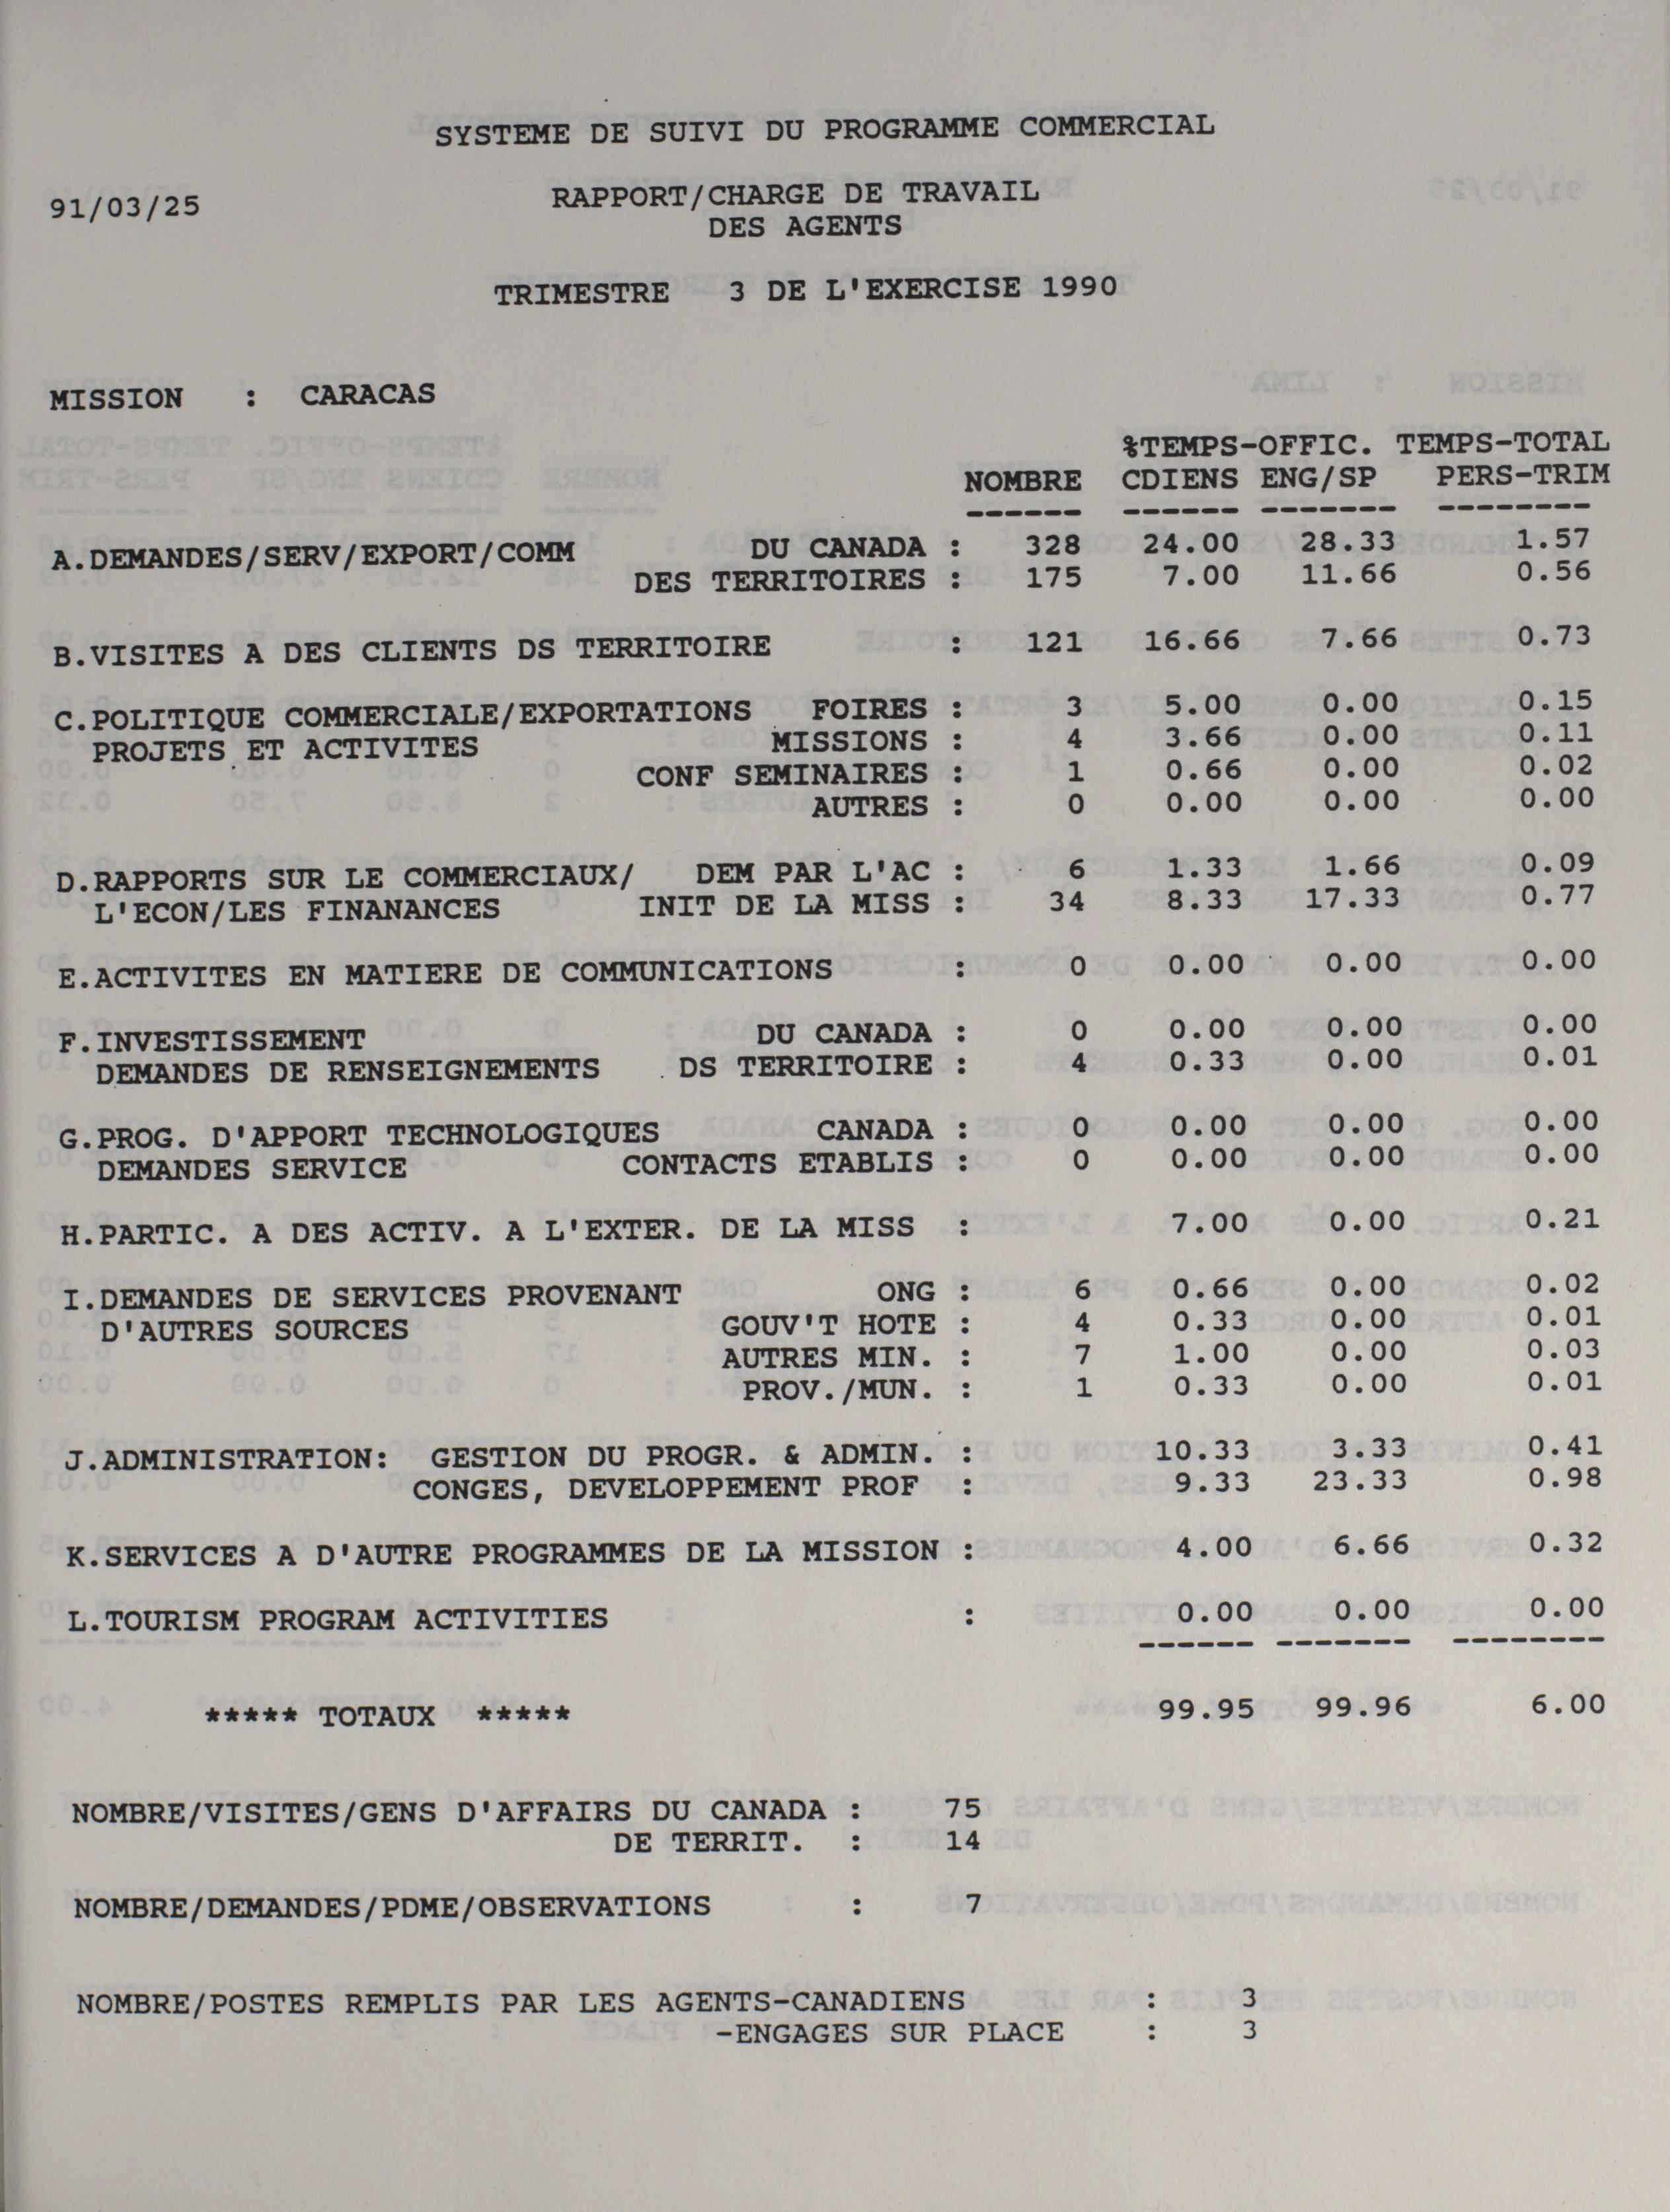 SYSTEME DE SUIVI DU PROGRAMME COMMERCIAL
91/03/25 RAPPORT/CHARGE DE TRAVAIL
DES AGENTS
TRIMESTRE 3 DE L'EXERCISE 1990
MISSION : CARACAS
%TEMPS-OFFIC. TEMPS-TOTAL
NOMBRE CDIENS ENG/SP PERS-TRIM
------ ------ ------- --------
A.DEMANDES/SERV/EXPORT/COMM DU CANADA : 328 24.00 28.33 1.57
DES TERRITOIRES : 175 7.00 11.66 0.56
B.VISITES A DES CLIENTS DS TERRITOIRE : 121 16.66 7.66 0.73
C.POLITIQUE COMMERCIALE/EXPORTATIONS FOIRES : 3 5.00 0.00 0.15
PROJETS ET ACTIVITES MISSIONS : 4 3.66 0.00 0.11
CONF SEMINAIRES : 1 0.66 0.00 0.02
AUTRES : 0 0.00 0.00 0.00
D.RAPPORTS SUR LE COMMERCIAUX/ DEM PAR L'AC : 6 1.33 1.66 0.09
L'ECON/LES FINANANCES INIT DE LA MISS : 34 8.33 17.33 0.77
E.ACTIVITES EN MATIERE DE COMMUNICATIONS : 0 0.00 0.00 0.00
F.INVESTISSEMENT DU CANADA : 0 0.00 0.00 0.00
DEMANDES DE RENSEIGNEMENTS DS TERRITOIRE : 4 0.33 0.00 0.01
G.PROG. D'APPORT TECHNOLOGIQUES CANADA : 0 0.00 0.00 0.00
DEMANDES SERVICE CONTACTS ETABLIS : 0 0.00 0.00 0.00
H.PARTIC. A DES ACTIV. A L'EXTER. DE LA MISS : 7.00 0.00 0.21
I.DEMANDES DE SERVICES PROVENANT ONG : 6 0.66 0.00 0.02
D'AUTRES SOURCES GOUV'T HOTE : 4 0.33 0.00 0.01
AUTRES MIN. : 7 1.00 0.00 0.03
PROV./MUN. : 1 0.33 0.00 0.01
J.ADMINISTRATION: GESTION DU PROGR. & ADMIN. : 10.33 3.33 0.41
CONGES, DEVELOPPEMENT PROF : 9.33 23.33 0.98
K.SERVICES A D'AUTRE PROGRAMMES DE LA MISSION : 4.00 6.66 0.32
L.TOURISM PROGRAM ACTIVITIES : 0.00 0.00 0.00
------ ------- --------
***** TOTAUX ***** 99.95 99.96 6.00
NOMBRE/VISITES/GENS D'AFFAIRS DU CANADA : 75
DE TERRIT. : 14
NOMBRE/DEMANDES/PDME/OBSERVATIONS : 7
NOMBRE/POSTES REMPLIS PAR LES AGENTS-CANADIENS : 3
-ENGAGES SUR PLACE : 3